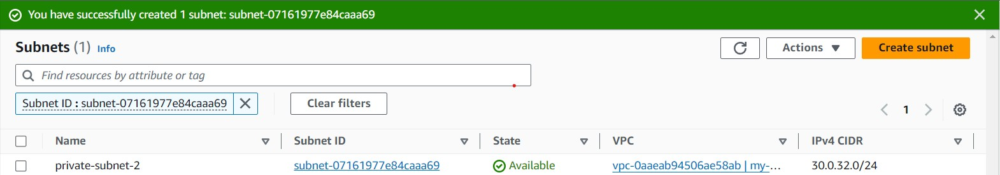 You have successfully created 1 subnet: subnet-07161977e84caaa69
Subnets (1) Info
Actions
Create subnet
Find resources by attribute or tag
Subnet ID : subnet-07161977e84caaa69
Clear filters
1
Name Subnet ID State VPC IPv4 CIDR
private-subnet-2 subnet-07161977e84caaa69 Available vpc-0aaeab94506ae58ab | my-... 30.0.32.0/24